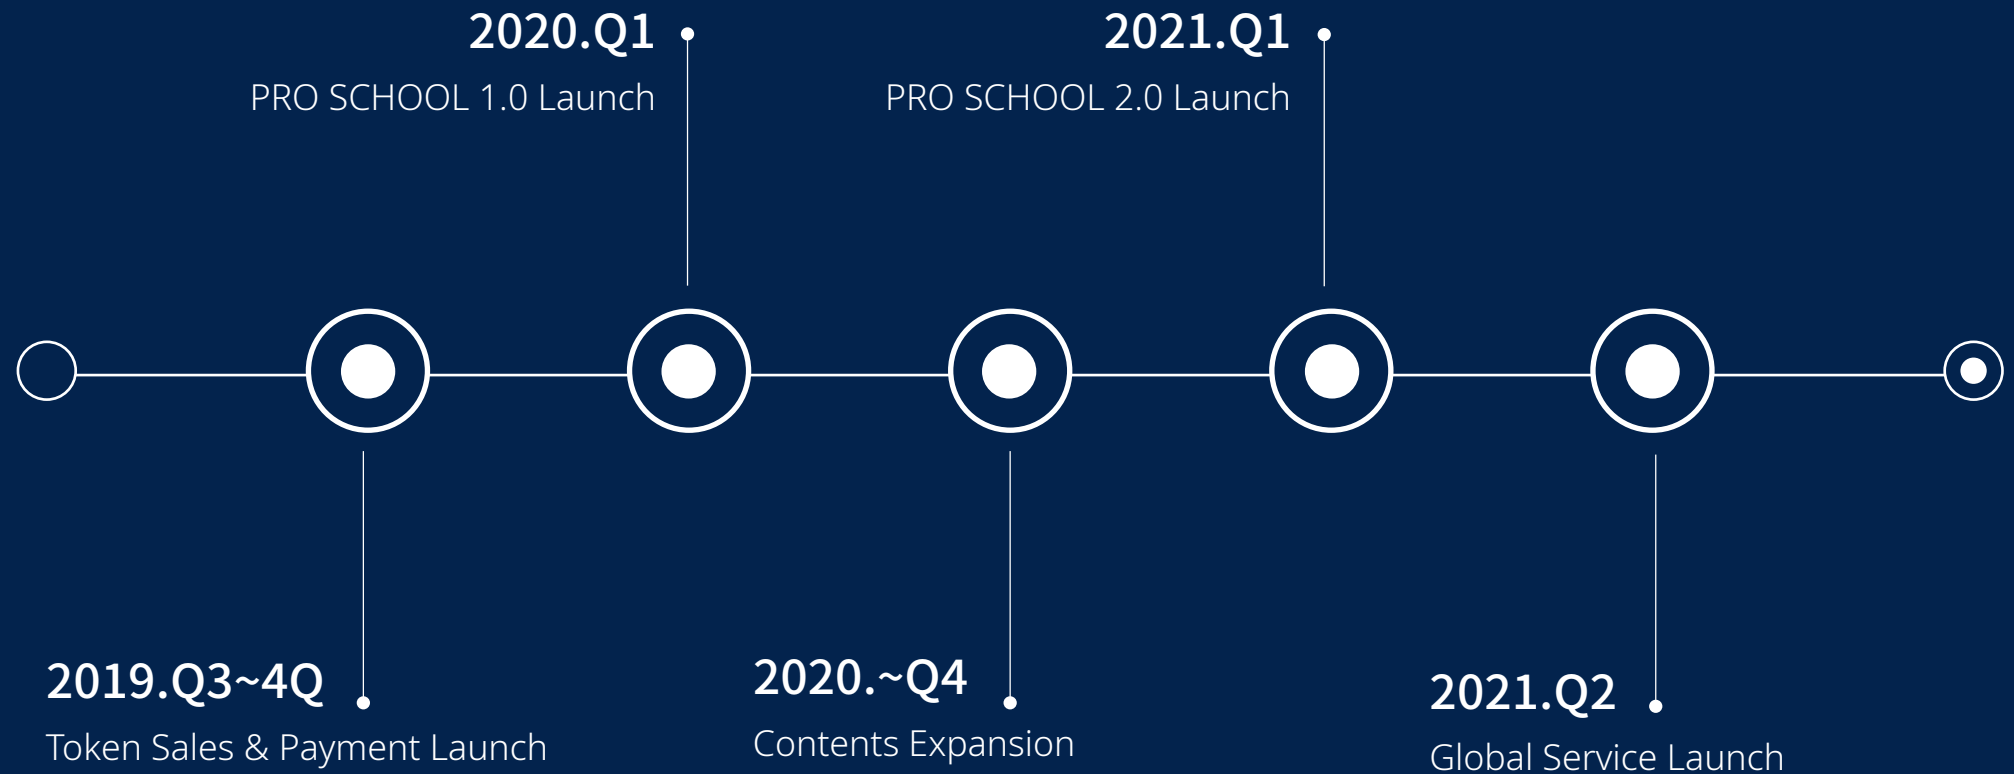 2020.Q1
PRO SCHOOL 1.0 Launch
2021.Q1
PRO SCHOOL 2.0 Launch
2019.Q3~4Q
Token Sales & Payment Launch
2020.~Q4
Contents Expansion
2021.Q2
Global Service Launch